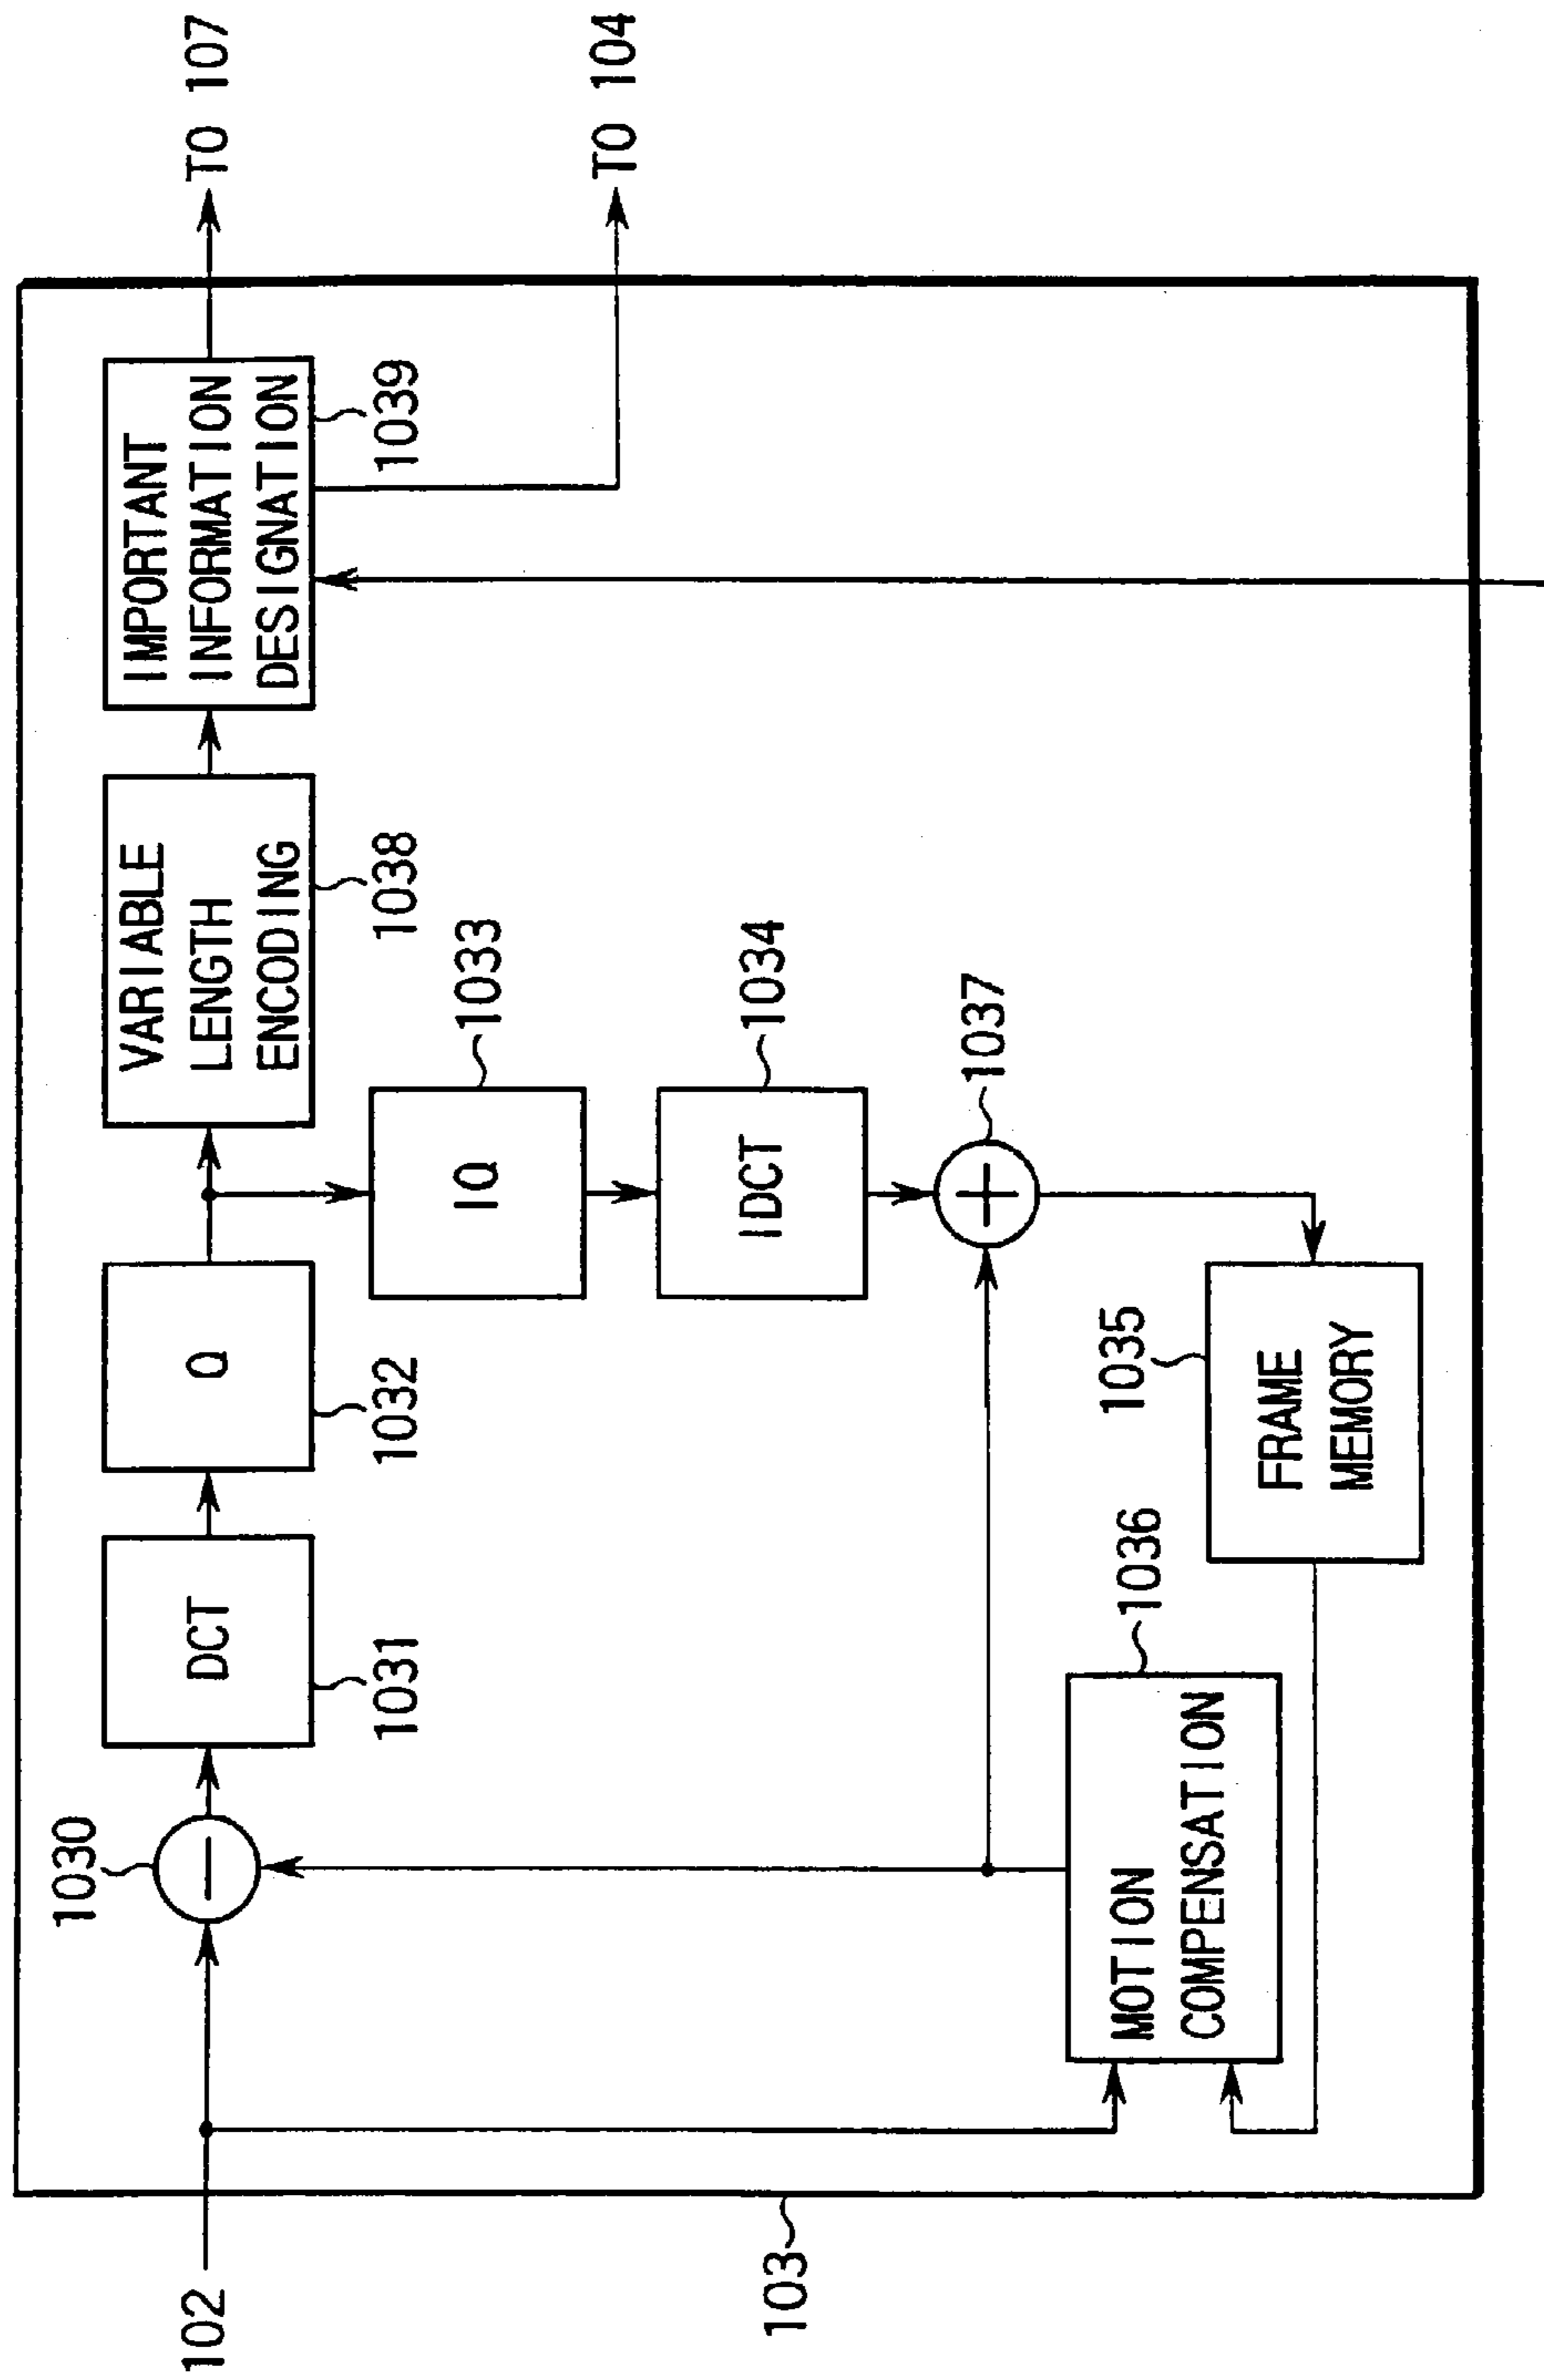 102
103
1030
DCT
1031
Q
1032
VARIABLE
LENGTH
ENCODING
1038
IMPORTANT
INFORMATION
DESIGNATION
1039
TO 107
TO 104
IQ
1033
IDCT
1034
1037
MOTION
COMPENSATION
1036
FRAME
MEMORY
1035